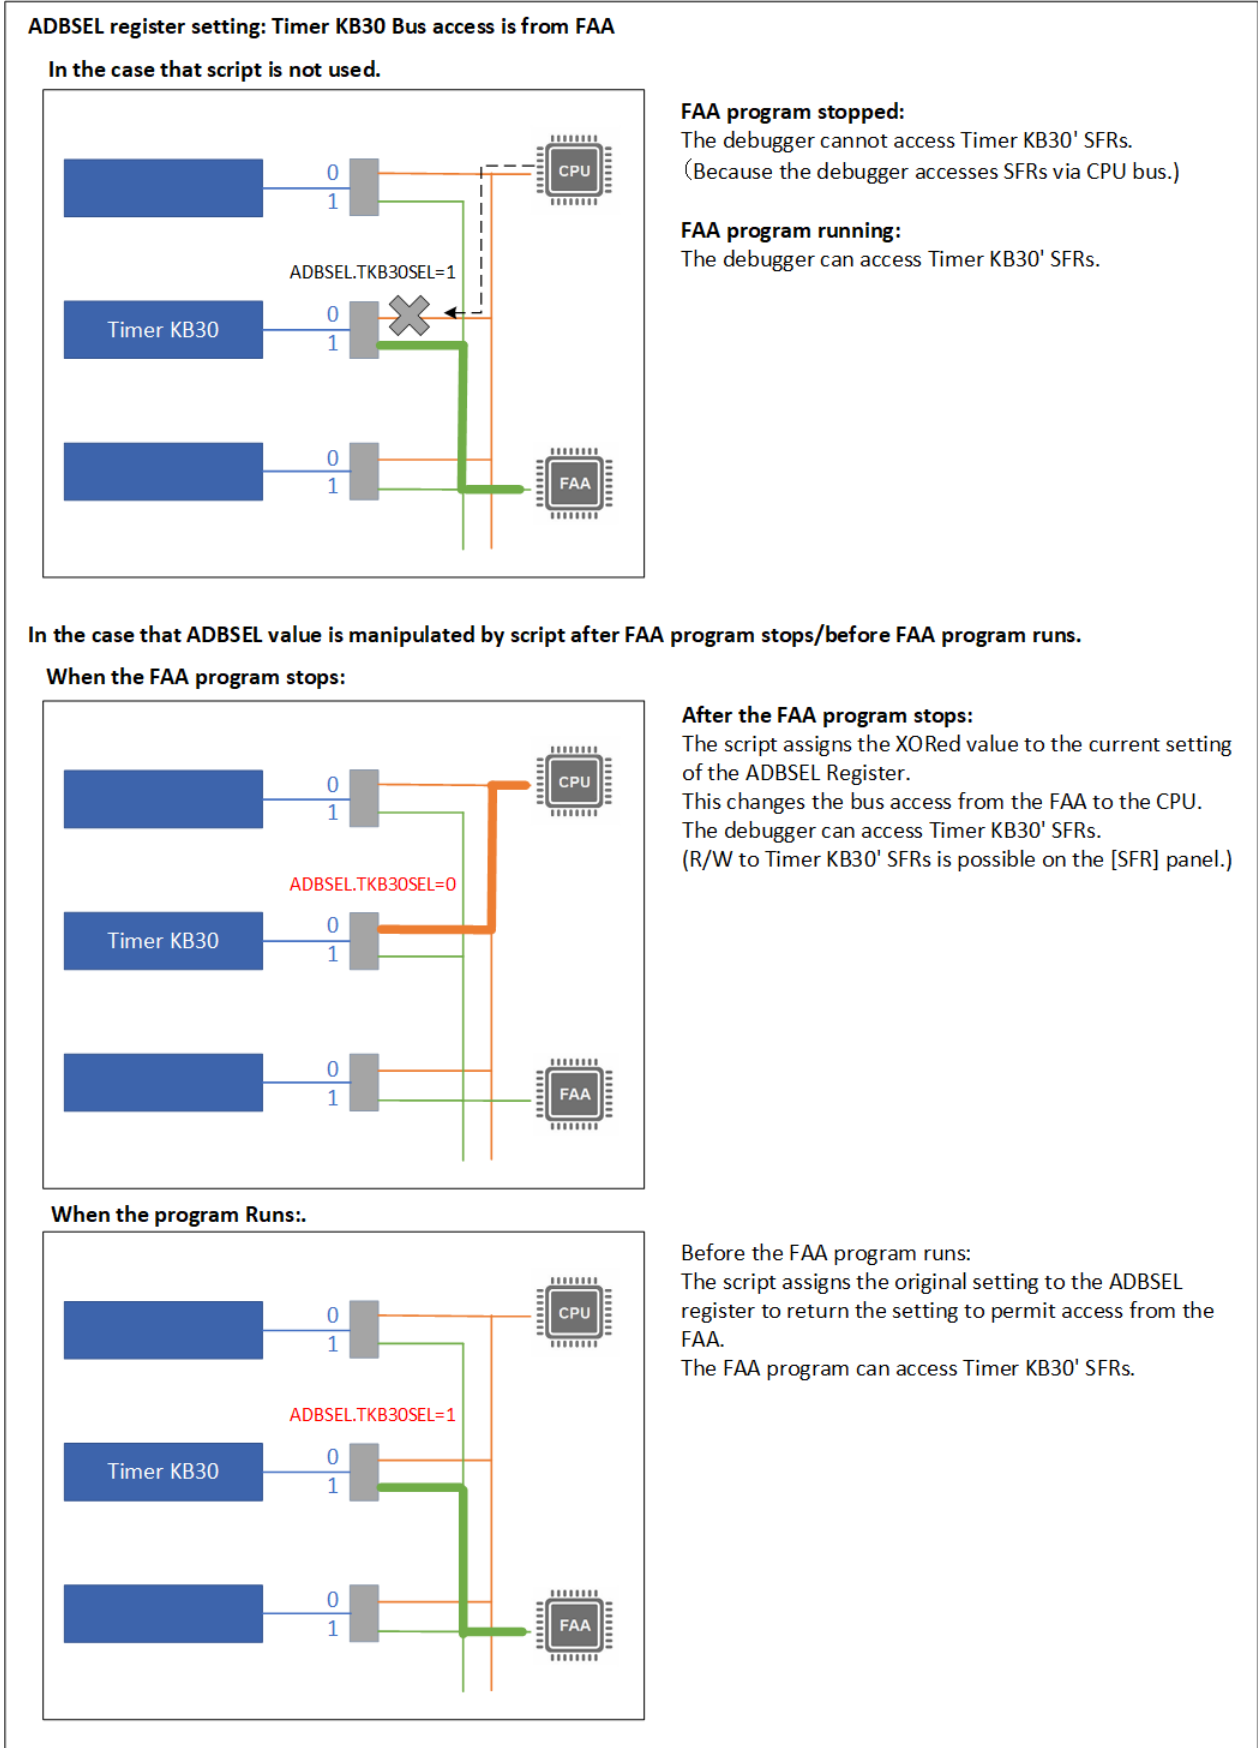 ADBSEL register setting: Timer KB30 Bus access is from FAA
In the case that script is not used.
CPU
0
1
ADBSEL.TKB30SEL=1
Timer KB30
0
1
0
1
FAA
FAA program stopped:
The debugger cannot access Timer KB30' SFRs.
(Because the debugger accesses SFRs via CPU bus.)
FAA program running:
The debugger can access Timer KB30' SFRs.
In the case that ADBSEL value is manipulated by script after FAA program stops/before FAA program runs.
When the FAA program stops:
CPU
0
1
ADBSEL.TKB30SEL=0
Timer KB30
0
1
0
1
FAA
After the FAA program stops:
The script assigns the XORed value to the current setting
of the ADBSEL Register.
This changes the bus access from the FAA to the CPU.
The debugger can access Timer KB30' SFRs.
(R/W to Timer KB30' SFRs is possible on the [SFR] panel.)
When the program Runs:.
CPU
0
1
ADBSEL.TKB30SEL=1
Timer KB30
0
1
0
1
FAA
Before the FAA program runs:
The script assigns the original setting to the ADBSEL
register to return the setting to permit access from the
FAA.
The FAA program can access Timer KB30' SFRs.